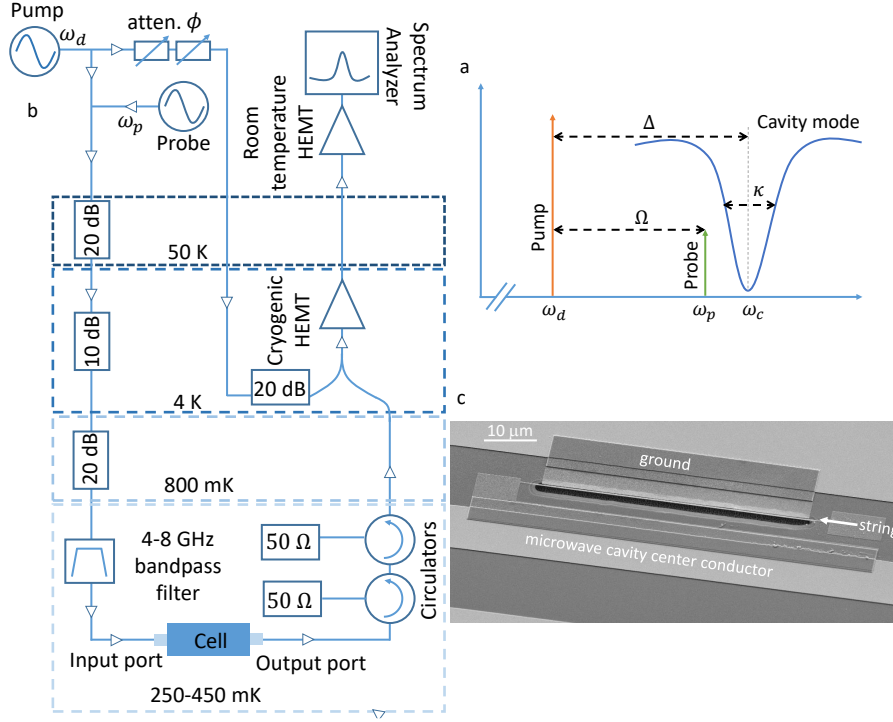 Pump
ω_d
atten. ϕ
b
ω_p
Probe
Room
temperature
HEMT
Spectrum
Analyzer
20 dB
50 K
10 dB
Cryogenic
HEMT
20 dB
4 K
20 dB
800 mK
4-8 GHz
bandpass
filter
50 Ω
50 Ω
Circulators
Cell
Input port
Output port
250-450 mK
a
Δ
Cavity mode
κ
Ω
Pump
Probe
ω_d
ω_p
ω_c
c
10 μm
ground
string
microwave cavity center conductor